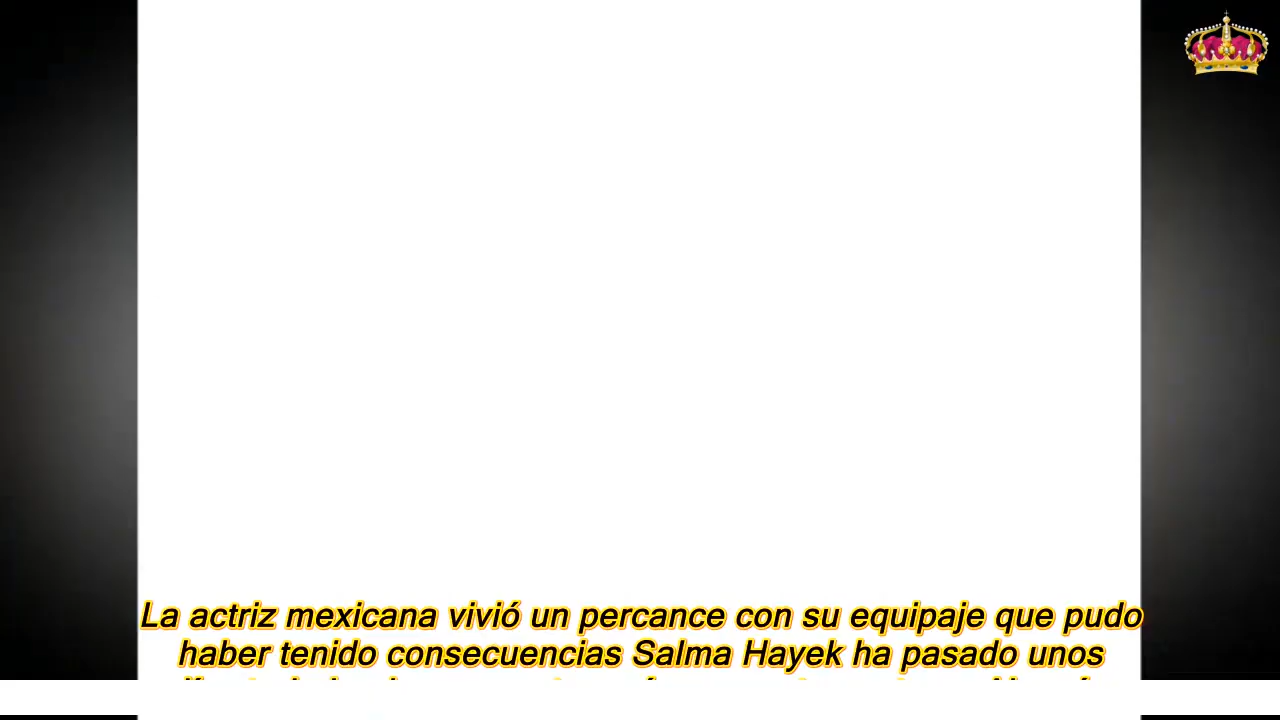 La actriz mexicana vivió un percance con su equipaje que pudo
haber tenido consecuencias Salma Hayek ha pasado unos